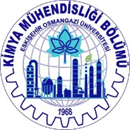 KİMYA MÜHENDİSLİĞİ BÖLÜMÜ
ESKİŞEHİR OSMANGAZİ ÜNİVERSİTESİ
1968